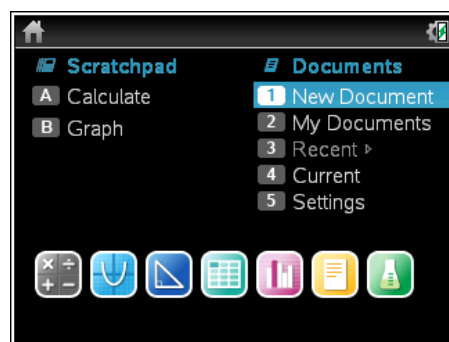 Scratchpad
A Calculate
B Graph
Documents
1 New Document
2 My Documents
3 Recent ▹
4 Current
5 Settings
× ÷
+ −